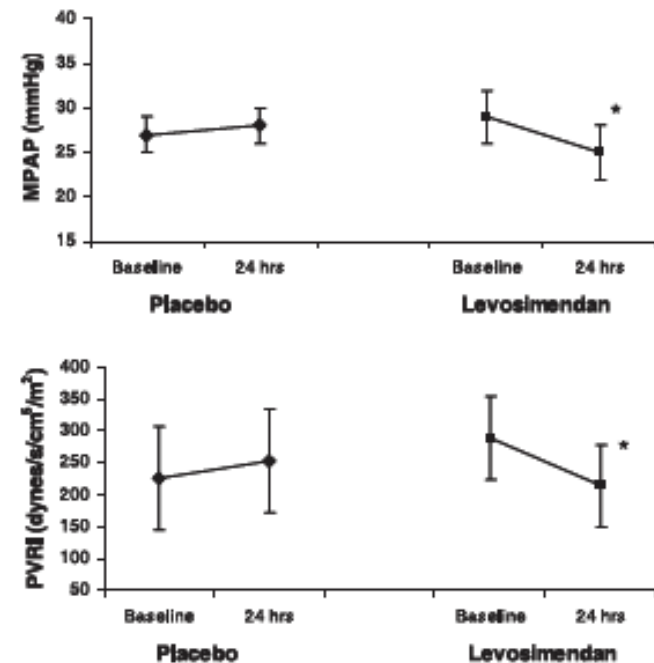 MPAP (mmHg)
40
35
30
25
20
15
*
Baseline 24 hrs Baseline 24 hrs
Placebo Levosimendan
PVRI (dynes/s/cm⁵/m²)
400
350
300
250
200
150
100
50
*
Baseline 24 hrs Baseline 24 hrs
Placebo Levosimendan